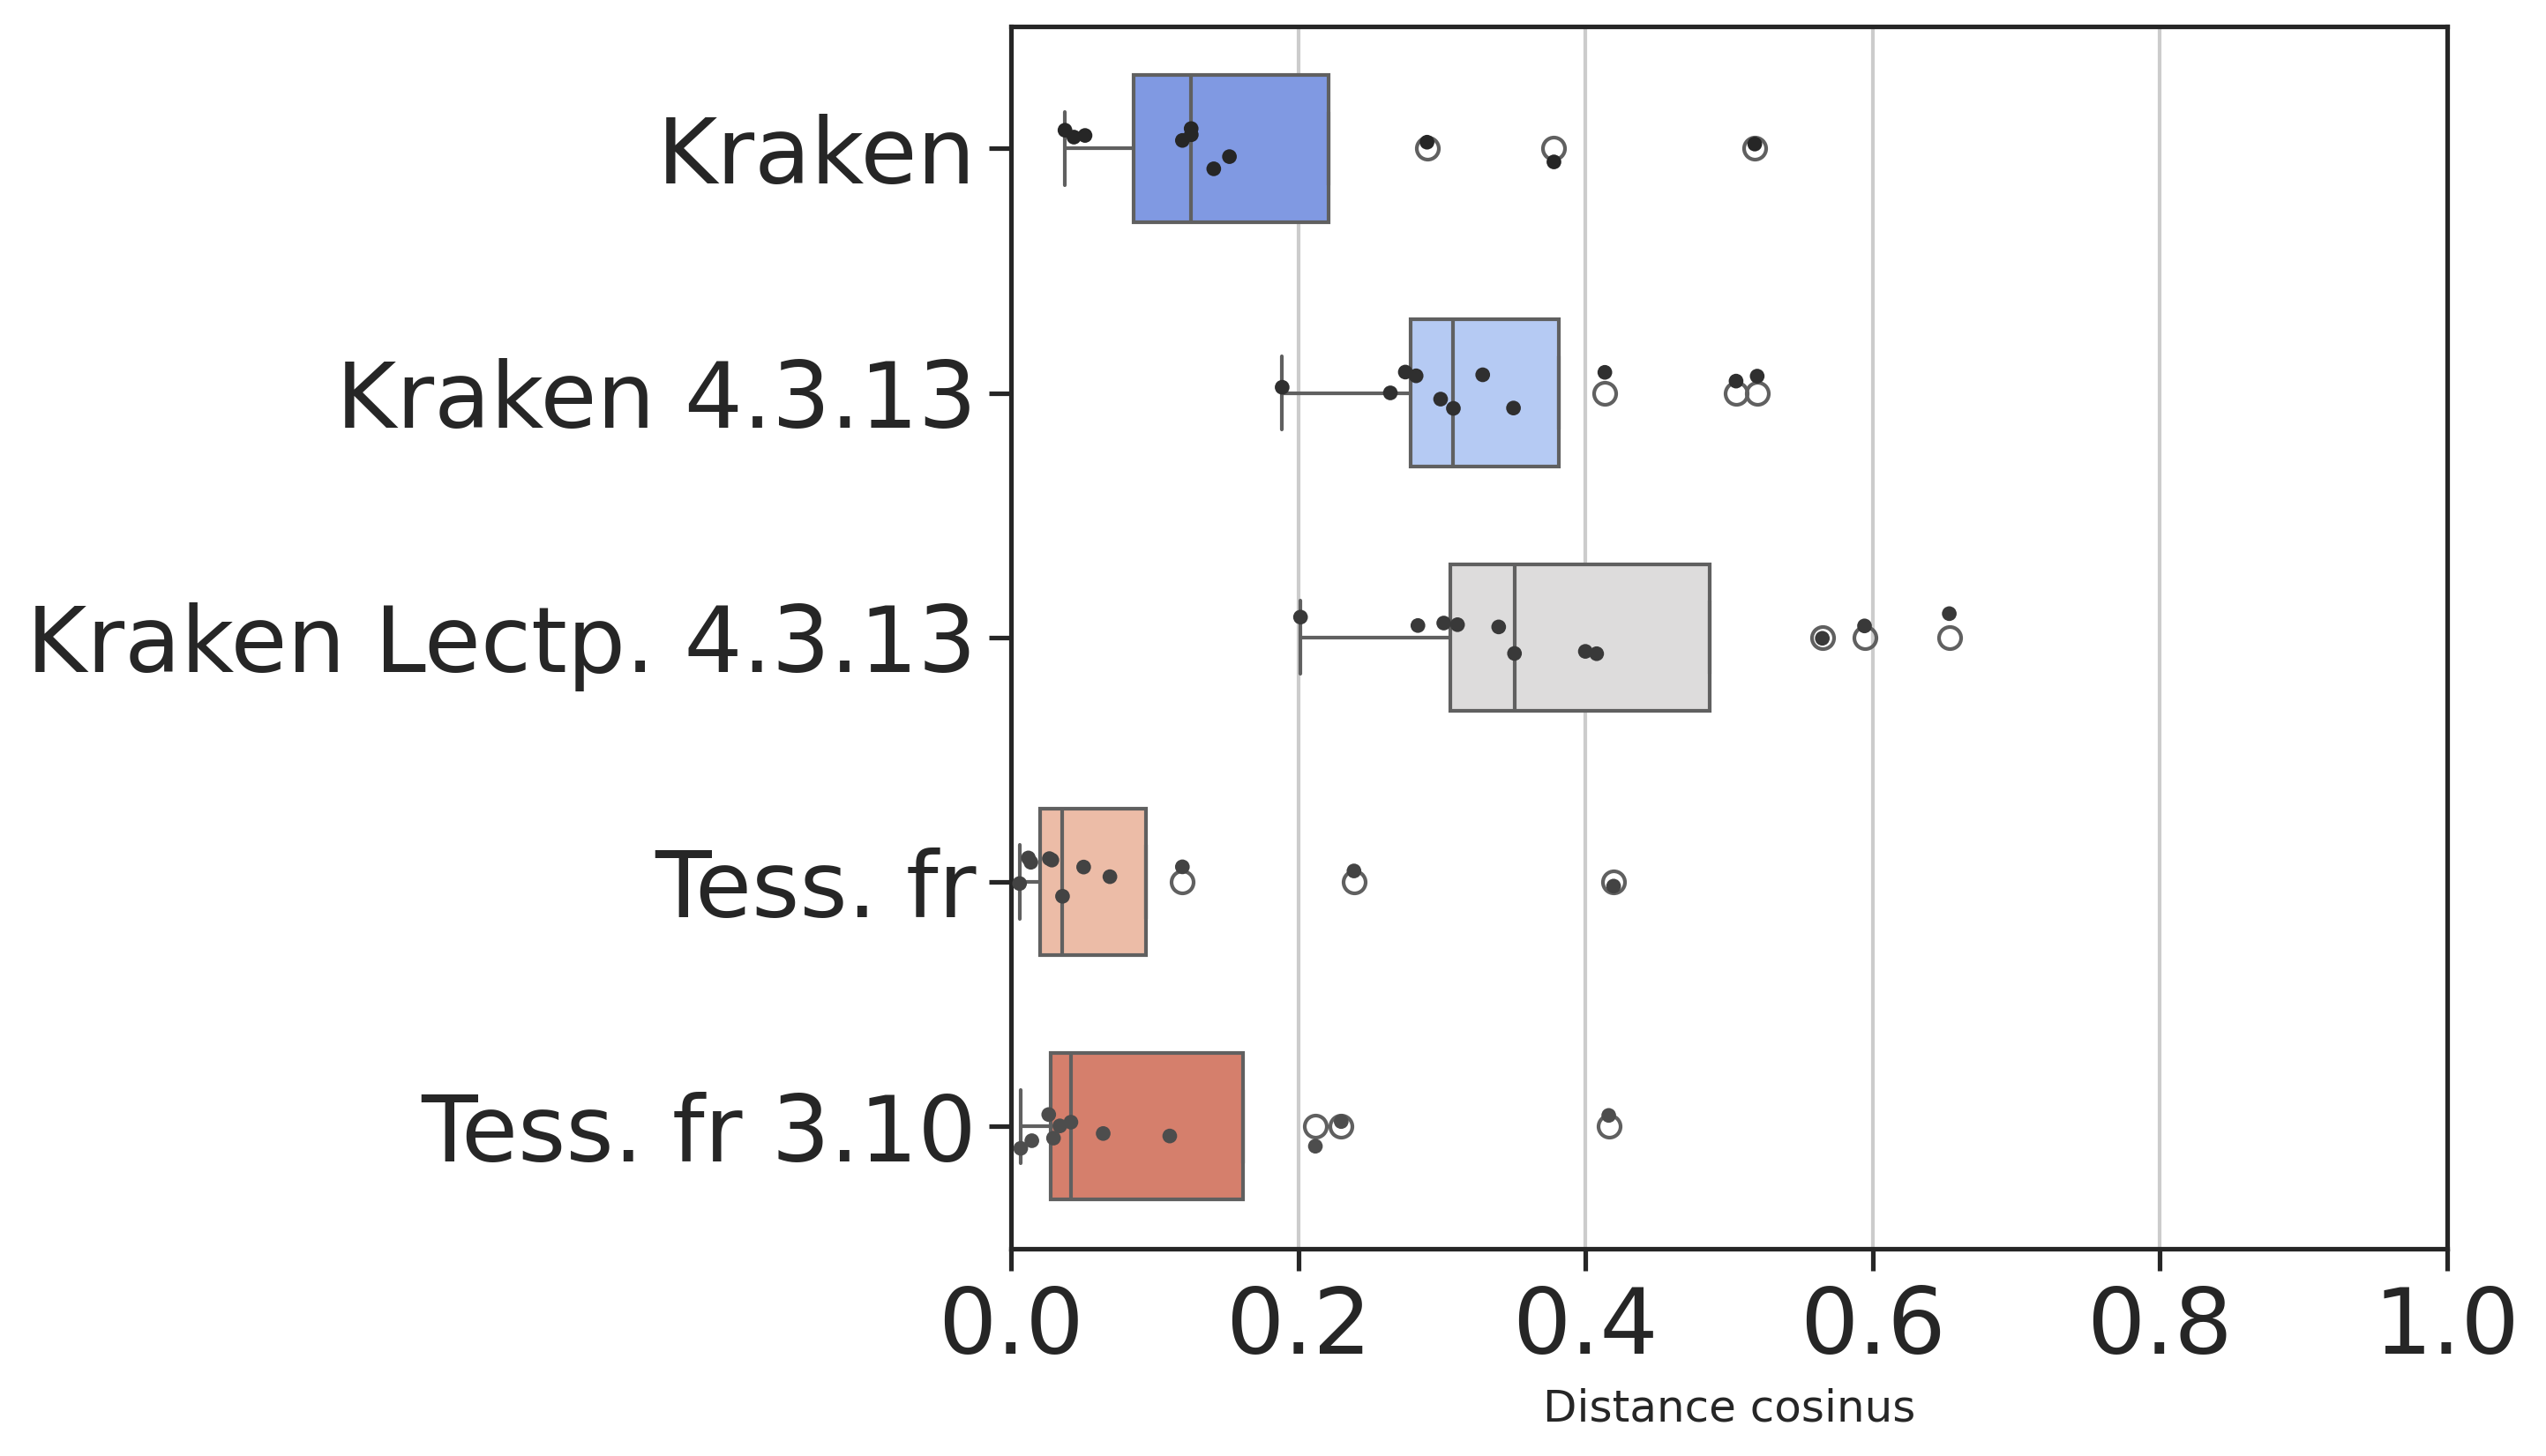 Kraken
Kraken 4.3.13
Kraken Lectp. 4.3.13
Tess. fr
Tess. fr 3.10
0.0 0.2 0.4 0.6 0.8 1.0
Distance cosinus